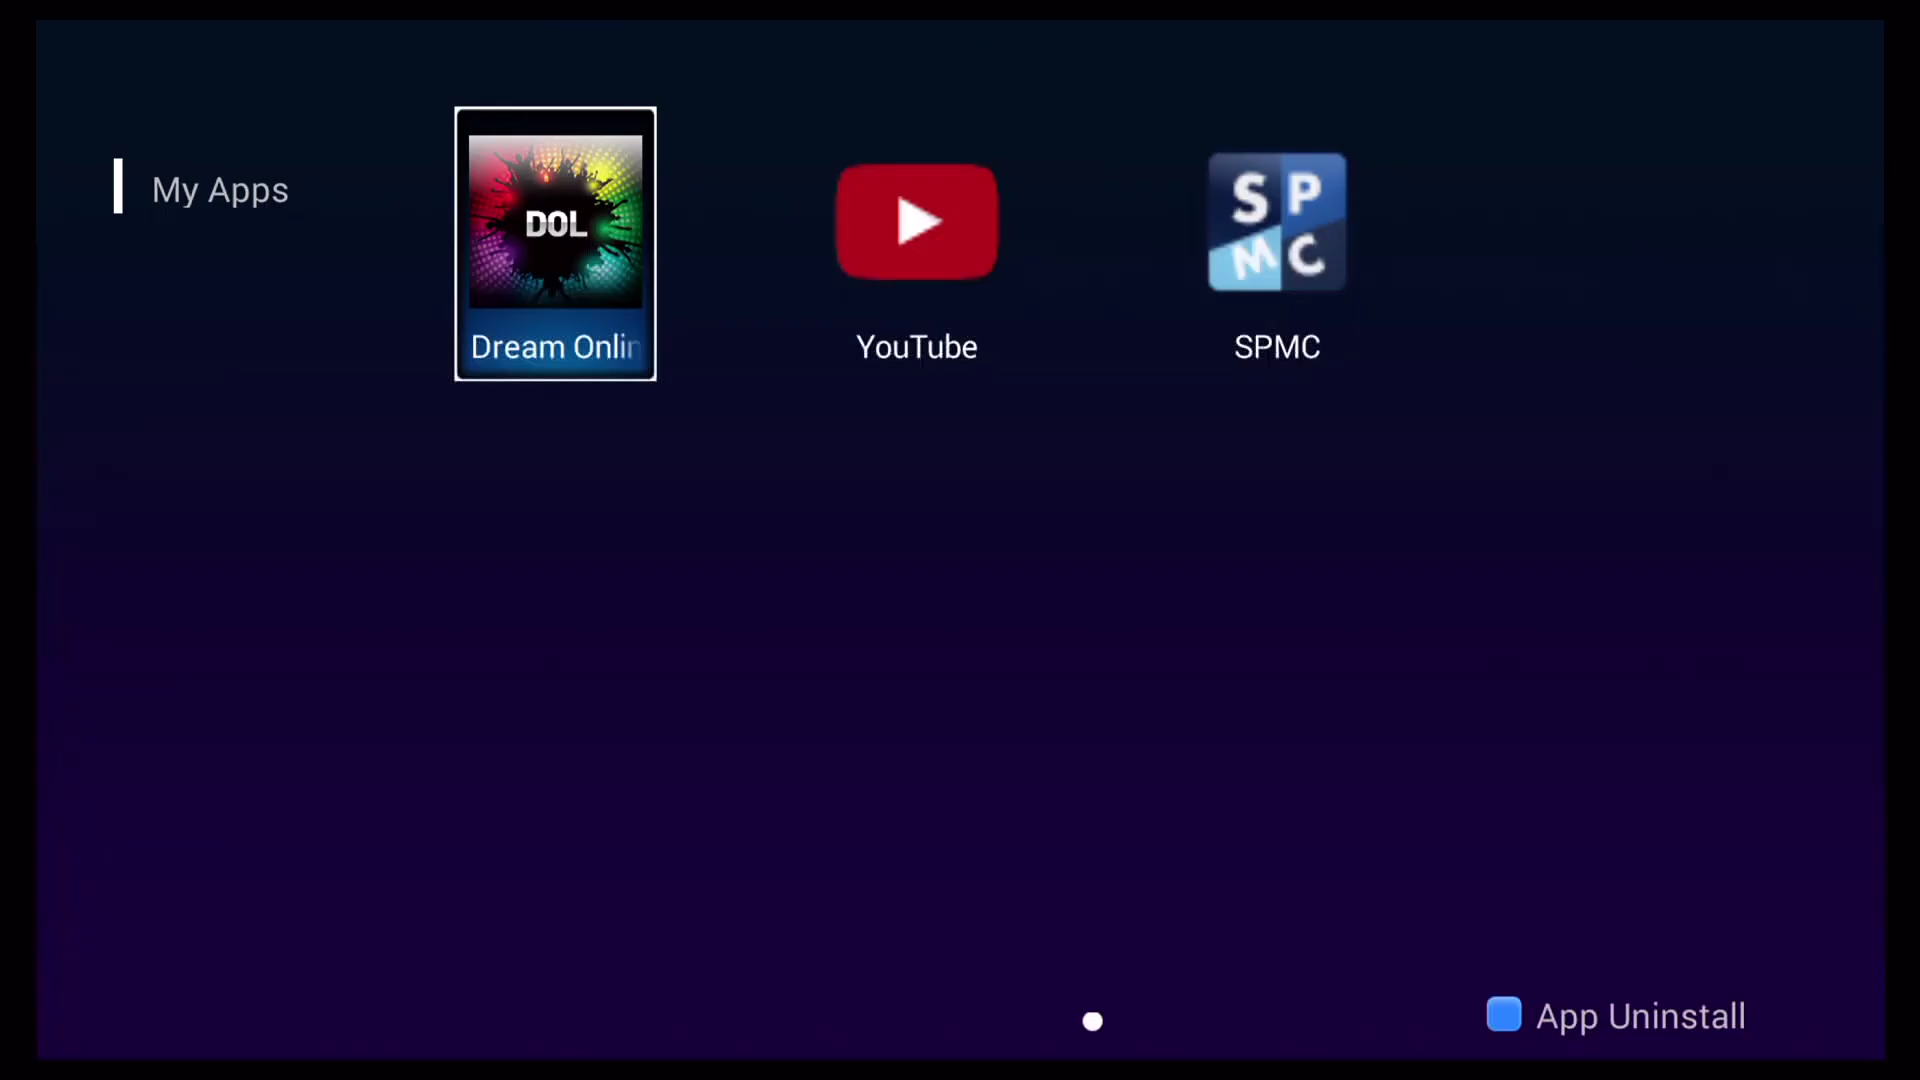 My Apps
DOL
Dream Onlin
YouTube
S P
M C
SPMC
App Uninstall